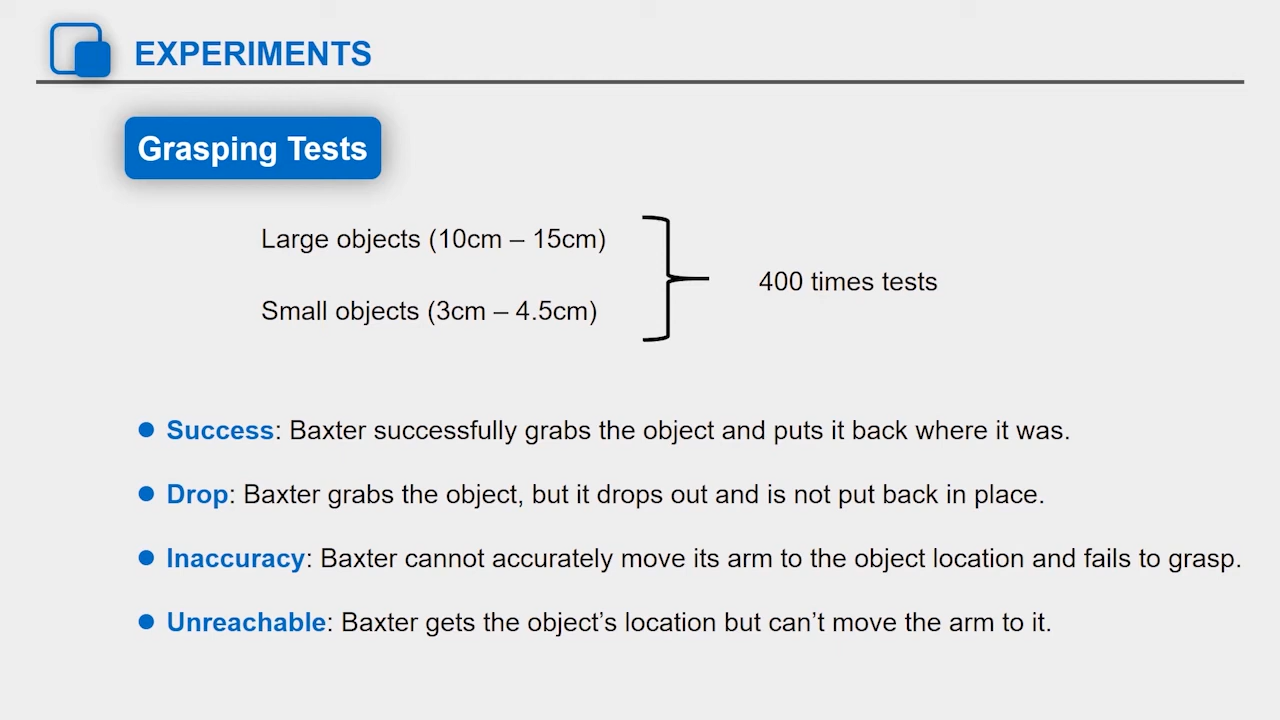 EXPERIMENTS
Grasping Tests
Large objects (10cm – 15cm)
Small objects (3cm – 4.5cm)
400 times tests
Success: Baxter successfully grabs the object and puts it back where it was.
Drop: Baxter grabs the object, but it drops out and is not put back in place.
Inaccuracy: Baxter cannot accurately move its arm to the object location and fails to grasp.
Unreachable: Baxter gets the object’s location but can’t move the arm to it.